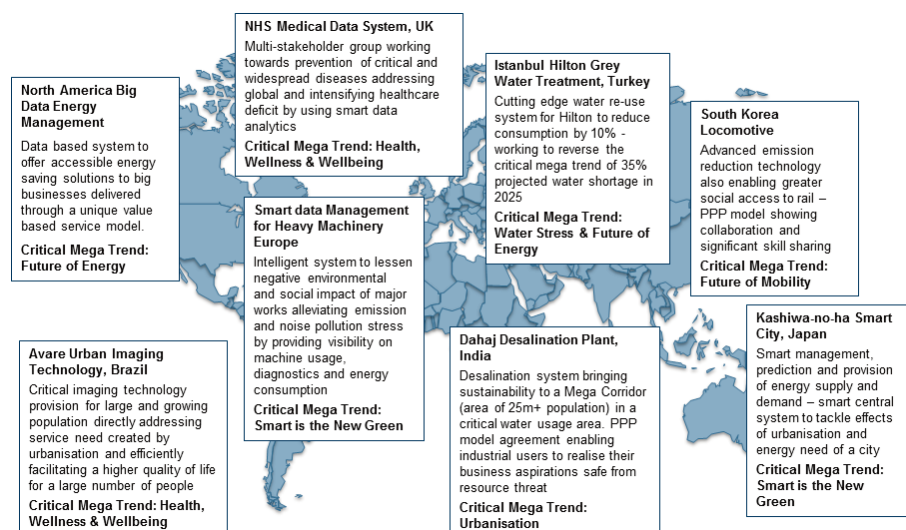 North America Big
Data Energy
Management
Data based system to
offer accessible energy
saving solutions to big
businesses delivered
through a unique value
based service model.
Critical Mega Trend:
Future of Energy
NHS Medical Data System, UK
Multi-stakeholder group working
towards prevention of critical and
widespread diseases addressing
global and intensifying healthcare
deficit by using smart data
analytics
Critical Mega Trend: Health,
Wellness & Wellbeing
Istanbul Hilton Grey
Water Treatment, Turkey
Cutting edge water re-use
system for Hilton to reduce
consumption by 10% -
working to reverse the
critical mega trend of 35%
projected water shortage in
2025
Critical Mega Trend:
Water Stress & Future of
Energy
South Korea
Locomotive
Advanced emission
reduction technology
also enabling greater
social access to rail –
PPP model showing
collaboration and
significant skill sharing
Critical Mega Trend:
Future of Mobility
Smart data Management
for Heavy Machinery
Europe
Intelligent system to lessen
negative environmental
and social impact of major
works alleviating emission
and noise pollution stress
by providing visibility on
machine usage,
diagnostics and energy
consumption
Critical Mega Trend:
Smart is the New Green
Avare Urban Imaging
Technology, Brazil
Critical imaging technology
provision for large and growing
population directly addressing
service need created by
urbanisation and efficiently
facilitating a higher quality of life
for a large number of people
Critical Mega Trend: Health,
Wellness & Wellbeing
Dahaj Desalination Plant,
India
Desalination system bringing
sustainability to a Mega Corridor
(area of 25m+ population) in a
critical water usage area. PPP
model agreement enabling
industrial users to realise their
business aspirations safe from
resource threat
Critical Mega Trend:
Urbanisation
Kashiwa-no-ha Smart
City, Japan
Smart management,
prediction and provision
of energy supply and
demand – smart central
system to tackle effects
of urbanisation and
energy need of a city
Critical Mega Trend:
Smart is the New
Green